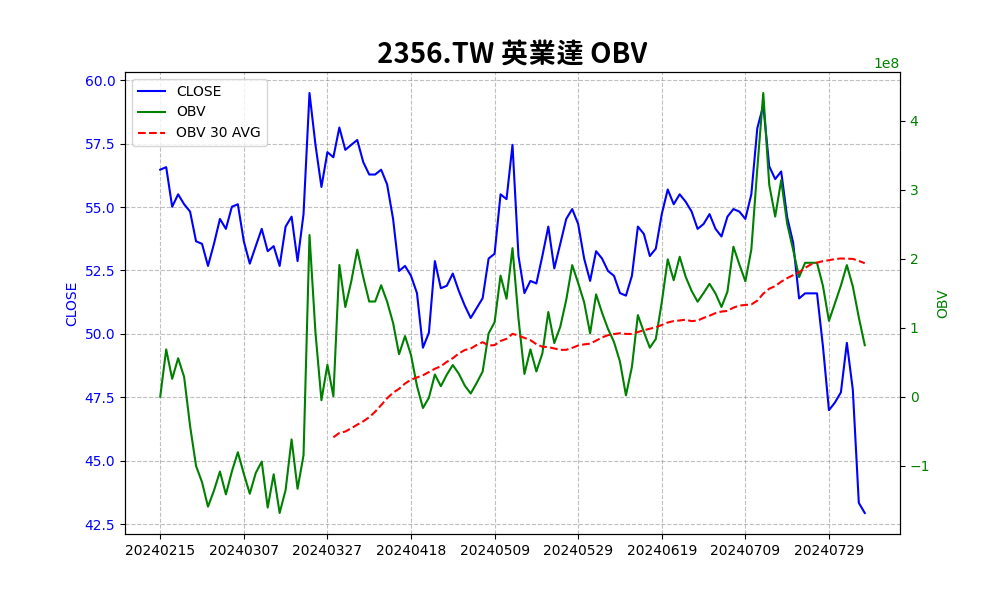 2356.TW 英業達 OBV
1e8
CLOSE
OBV
OBV 30 AVG
60.0
57.5
55.0
52.5
50.0
47.5
45.0
42.5
CLOSE
4
3
2
1
0
−1
OBV
20240215 20240307 20240327 20240418 20240509 20240529 20240619 20240709 20240729